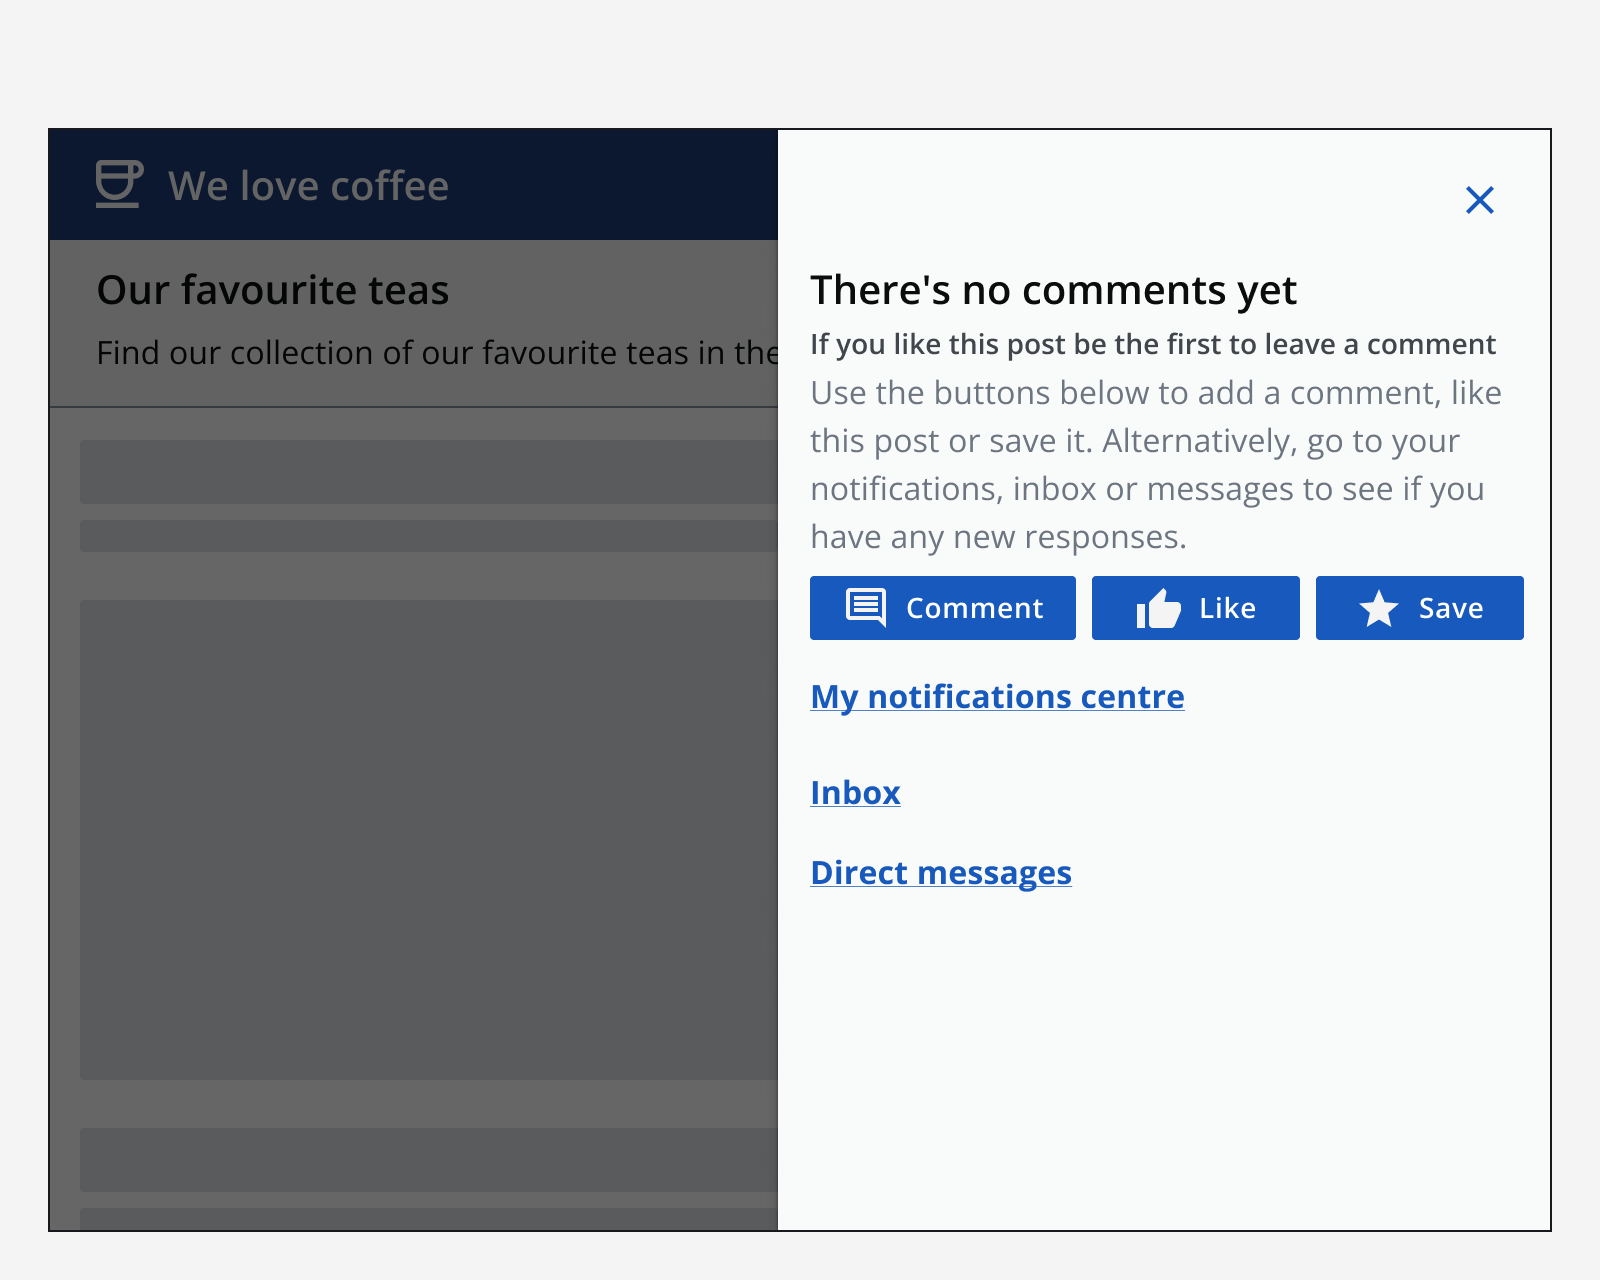 We love coffee
Our favourite teas
Find our collection of our favourite teas in the
There's no comments yet
If you like this post be the first to leave a comment
Use the buttons below to add a comment, like
this post or save it. Alternatively, go to your
notifications, inbox or messages to see if you
have any new responses.
Comment
Like
Save
My notifications centre
Inbox
Direct messages